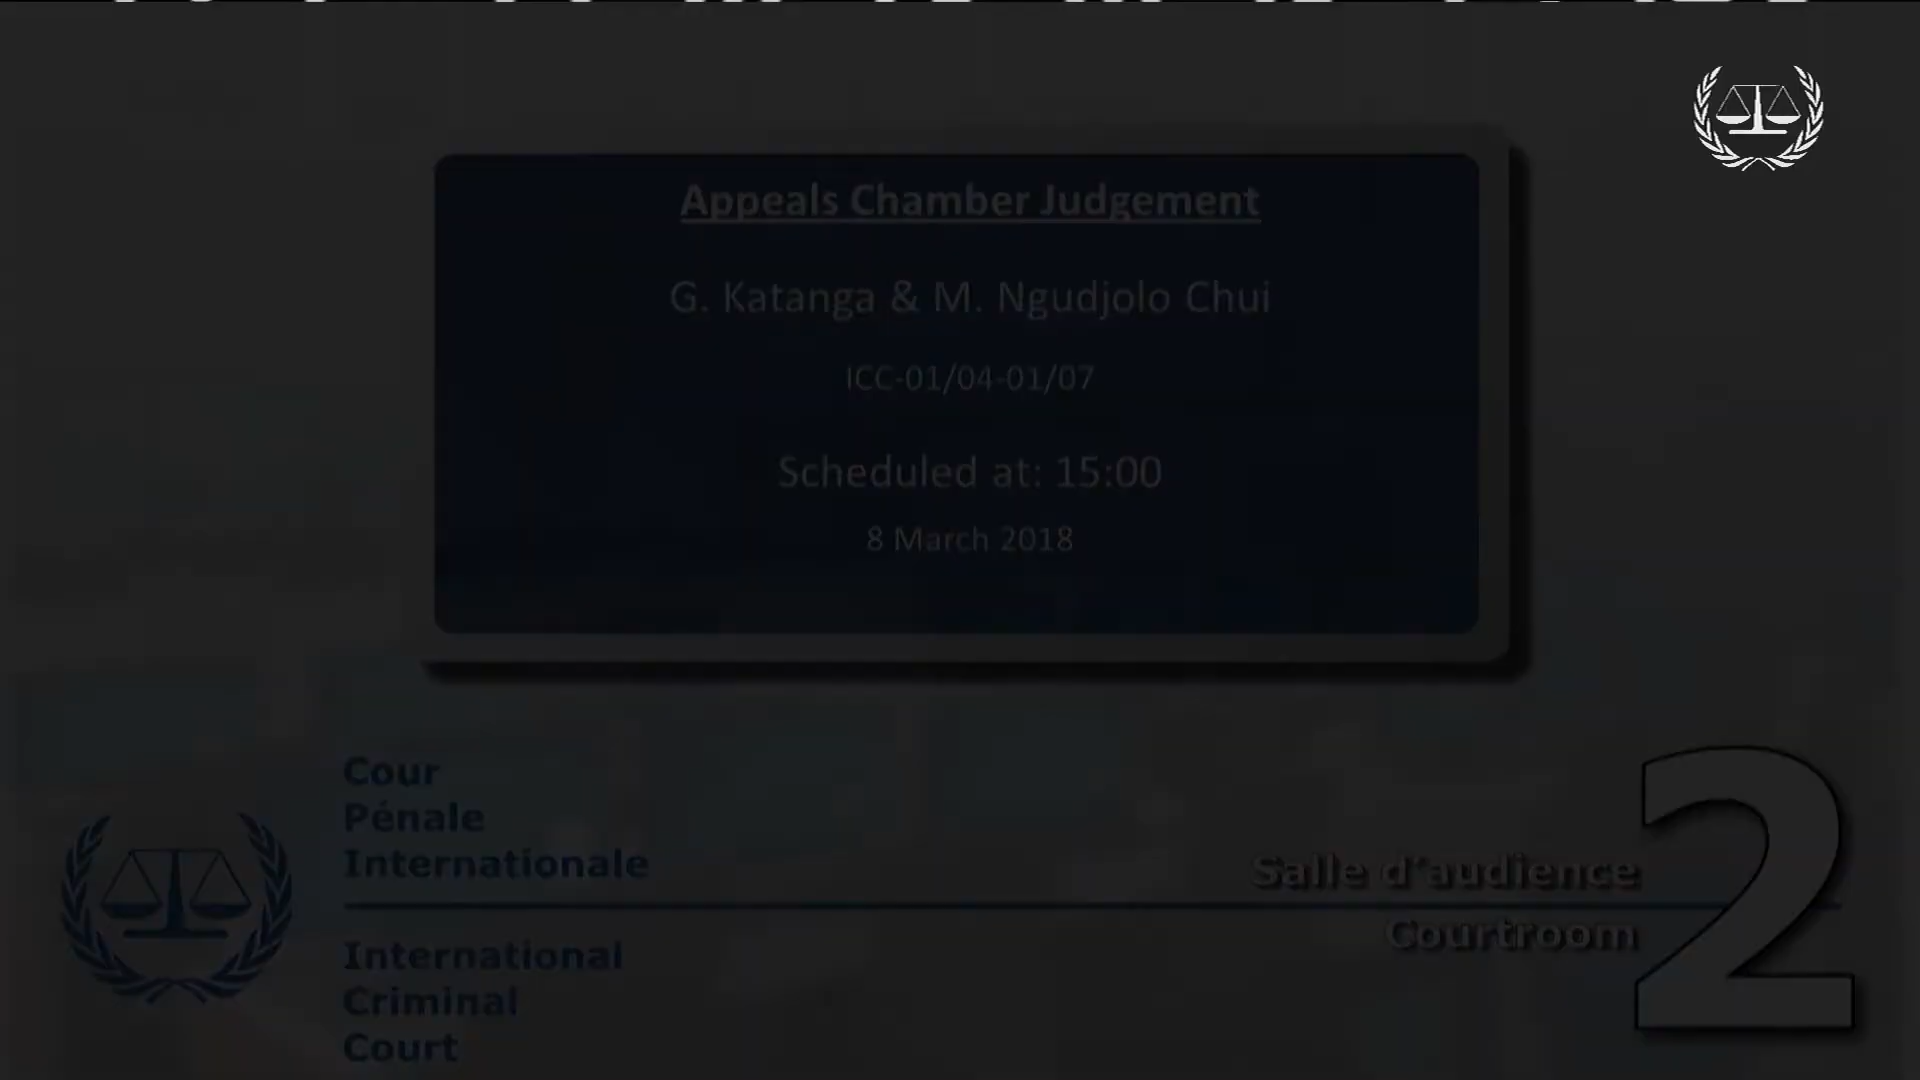 Appeals Chamber Judgement
G. Katanga & M. Ngudjolo Chui
ICC-01/04-01/07
Scheduled at: 15:00
8 March 2018
Cour
Pénale
Internationale
International
Criminal
Court
Salle d'audience
Courtroom
2